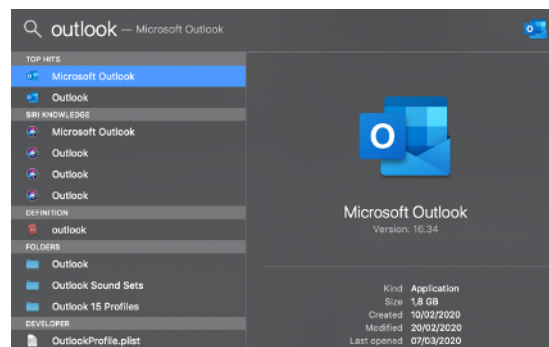 outlook — Microsoft Outlook
TOP HITS
Microsoft Outlook
Outlook
SIRI KNOWLEDGE
Microsoft Outlook
Outlook
Outlook
Outlook
DEFINITION
outlook
FOLDERS
Outlook
Outlook Sound Sets
Outlook 15 Profiles
DEVELOPER
OutlookProfile.plist
O
Microsoft Outlook
Version: 16.34
Kind Application
Size 1,8 GB
Created 10/02/2020
Modified 20/02/2020
Last opened 07/03/2020